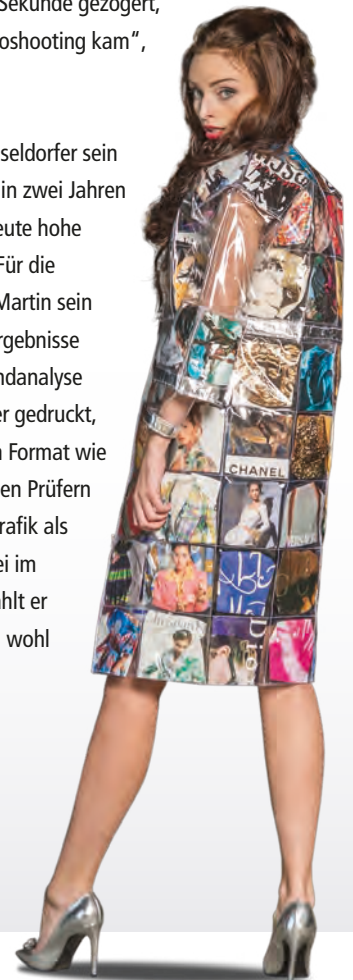 Sekunde gezögert,
oshooting kam“,
seldorfer sein
in zwei Jahren
eute hohe
Für die
Martin sein
rgebnisse
ndanalyse
er gedruckt,
n Format wie
en Prüfern
rafik als
ei im
hlt er
wohl
CHANEL